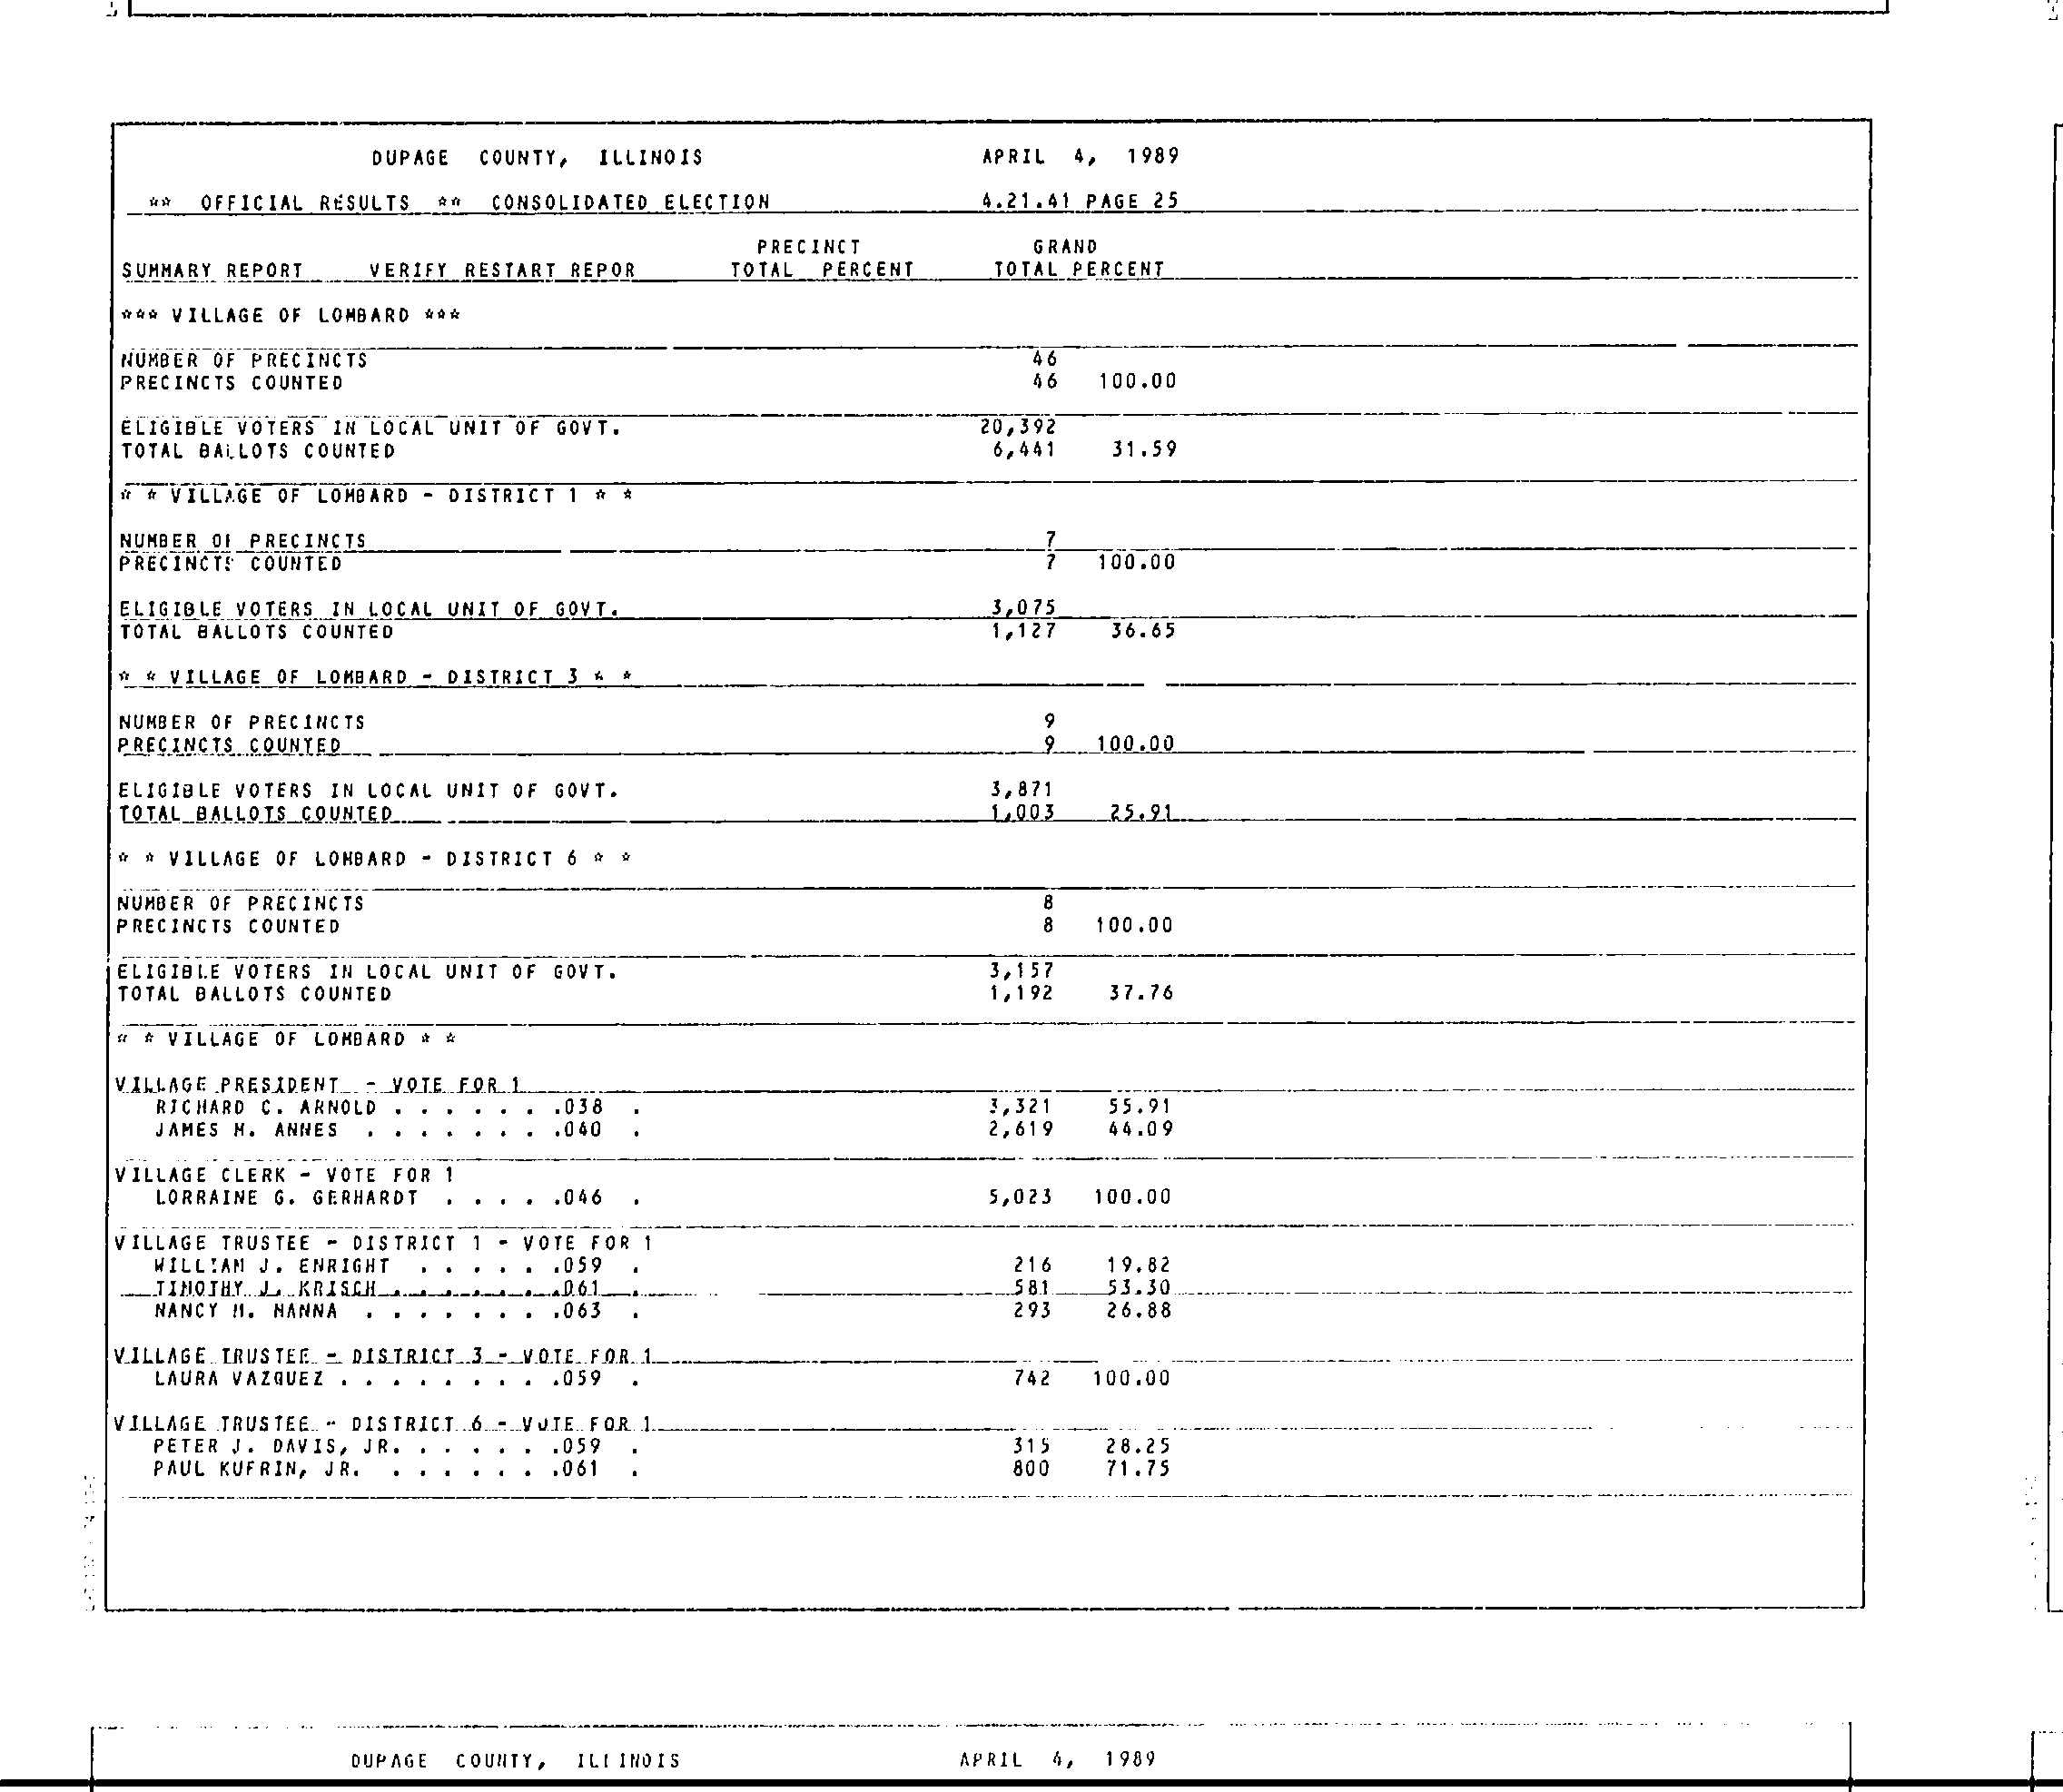 DUPAGE COUNTY, ILLINOIS APRIL 4, 1989
** OFFICIAL RESULTS ** CONSOLIDATED ELECTION 4.21.41 PAGE 25
PRECINCT GRAND
SUMMARY REPORT VERIFY RESTART REPOR TOTAL PERCENT TOTAL PERCENT
*** VILLAGE OF LOMBARD ***
NUMBER OF PRECINCTS 46
PRECINCTS COUNTED 46 100.00
ELIGIBLE VOTERS IN LOCAL UNIT OF GOVT. 20,392
TOTAL BALLOTS COUNTED 6,441 31.59
* * VILLAGE OF LOMBARD - DISTRICT 1 * *
NUMBER OF PRECINCTS 7
PRECINCTS COUNTED 7 100.00
ELIGIBLE VOTERS IN LOCAL UNIT OF GOVT. 3,075
TOTAL BALLOTS COUNTED 1,127 36.65
* * VILLAGE OF LOMBARD - DISTRICT 3 * *
NUMBER OF PRECINCTS 9
PRECINCTS COUNTED 9 100.00
ELIGIBLE VOTERS IN LOCAL UNIT OF GOVT. 3,871
TOTAL BALLOTS COUNTED 1,003 25.91
* * VILLAGE OF LOMBARD - DISTRICT 6 * *
NUMBER OF PRECINCTS 8
PRECINCTS COUNTED 8 100.00
ELIGIBLE VOTERS IN LOCAL UNIT OF GOVT. 3,157
TOTAL BALLOTS COUNTED 1,192 37.76
* * VILLAGE OF LOMBARD * *
VILLAGE PRESIDENT - VOTE FOR 1
RICHARD C. ARNOLD . . . . . . .038 . 3,321 55.91
JAMES M. ANNES . . . . . . . .040 . 2,619 44.09
VILLAGE CLERK - VOTE FOR 1
LORRAINE G. GERHARDT . . . . .046 . 5,023 100.00
VILLAGE TRUSTEE - DISTRICT 1 - VOTE FOR 1
WILLIAM J. ENRIGHT . . . . . .059 . 216 19.82
TIMOTHY J. KRISCH . . . . . . .061 . 581 53.30
NANCY M. HANNA . . . . . . . .063 . 293 26.88
VILLAGE TRUSTEE - DISTRICT 3 - VOTE FOR 1
LAURA VAZQUEZ . . . . . . . . .059 . 742 100.00
VILLAGE TRUSTEE - DISTRICT 6 - VOTE FOR 1
PETER J. DAVIS, JR. . . . . . .059 . 315 28.25
PAUL KUFRIN, JR. . . . . . . .061 . 800 71.75
DUPAGE COUNTY, ILLINOIS APRIL 4, 1989